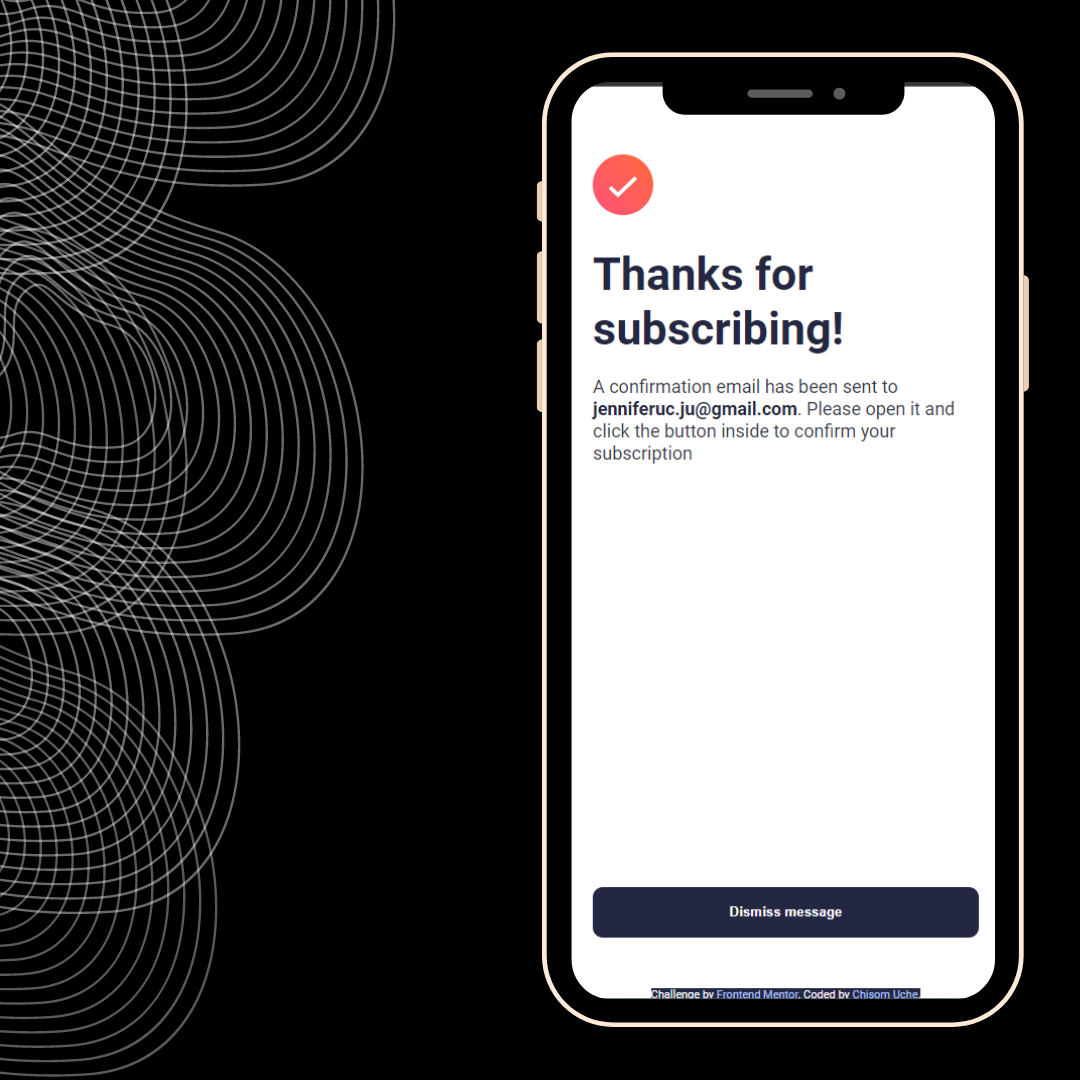 Thanks for
subscribing!
A confirmation email has been sent to
jenniferuc.ju@gmail.com. Please open it and
click the button inside to confirm your
subscription
Dismiss message
Challenge by Frontend Mentor. Coded by Chisom Uche.